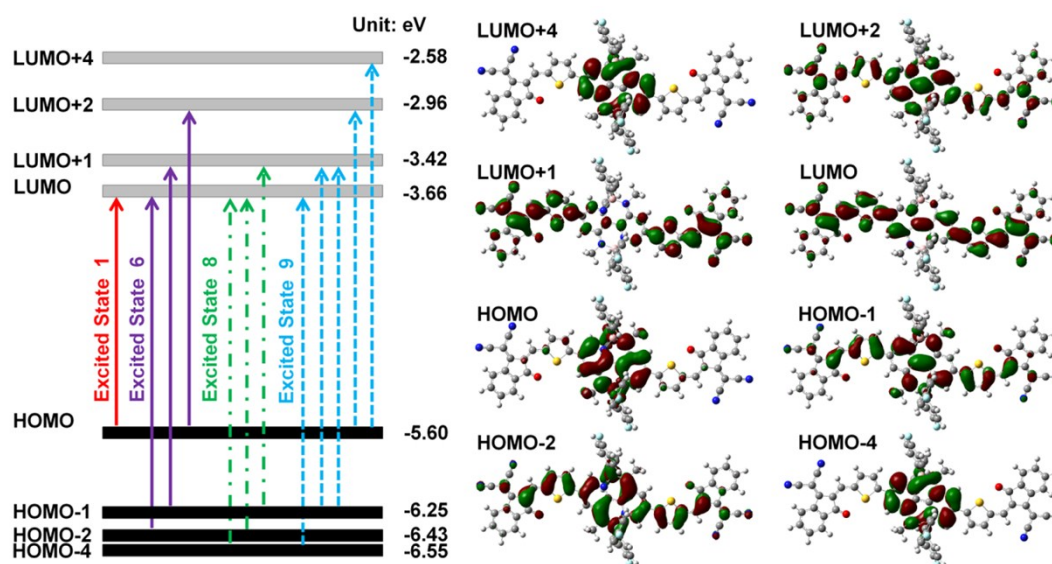 Unit: eV
LUMO+4
-2.58
LUMO+2
-2.96
LUMO+1
-3.42
LUMO
-3.66
Excited State 1
Excited State 6
Excited State 8
Excited State 9
HOMO
-5.60
HOMO-1
-6.25
HOMO-2
-6.43
HOMO-4
-6.55
LUMO+4
LUMO+2
LUMO+1
LUMO
HOMO
HOMO-1
HOMO-2
HOMO-4